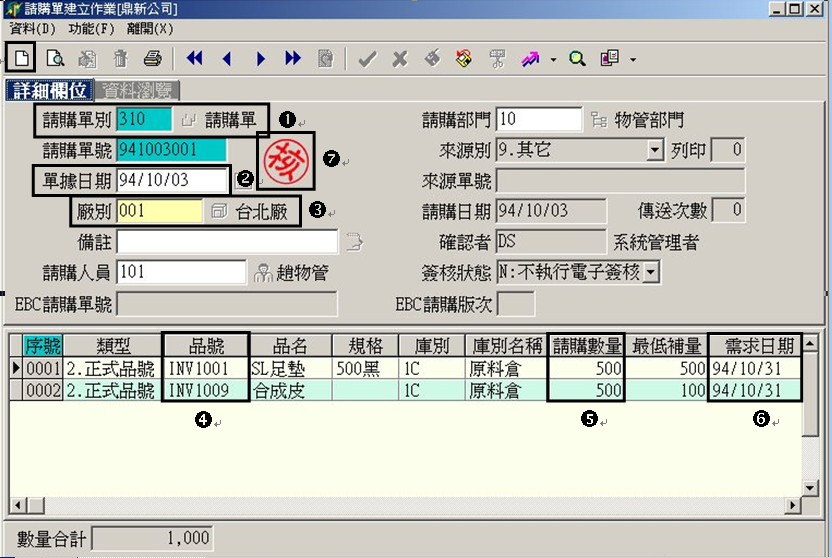 請購單建立作業[鼎新公司]
資料(D) 功能(F) 離開(X)
詳細欄位 資料瀏覽
請購單別 310 請購單 ❶ 請購部門 10 物管部門
請購單號 941003001 核 ❼ 來源別 9.其它 列印 0
單據日期 94/10/03 ❷ 來源單號
廠別 001 台北廠 ❸ 請購日期 94/10/03 傳送次數 0
備註 確認者 DS 系統管理者
請購人員 101 趙物管 簽核狀態 N:不執行電子簽核
EBC請購單號 EBC請購版次
序號 類型 品號 品名 規格 庫別 庫別名稱 請購數量 最低補量 需求日期
0001 2.正式品號 INV1001 SL足墊 500黑 1C 原料倉 500 500 94/10/31
0002 2.正式品號 INV1009 合成皮 1C 原料倉 500 100 94/10/31
❹ ❺ ❻
數量合計 1,000